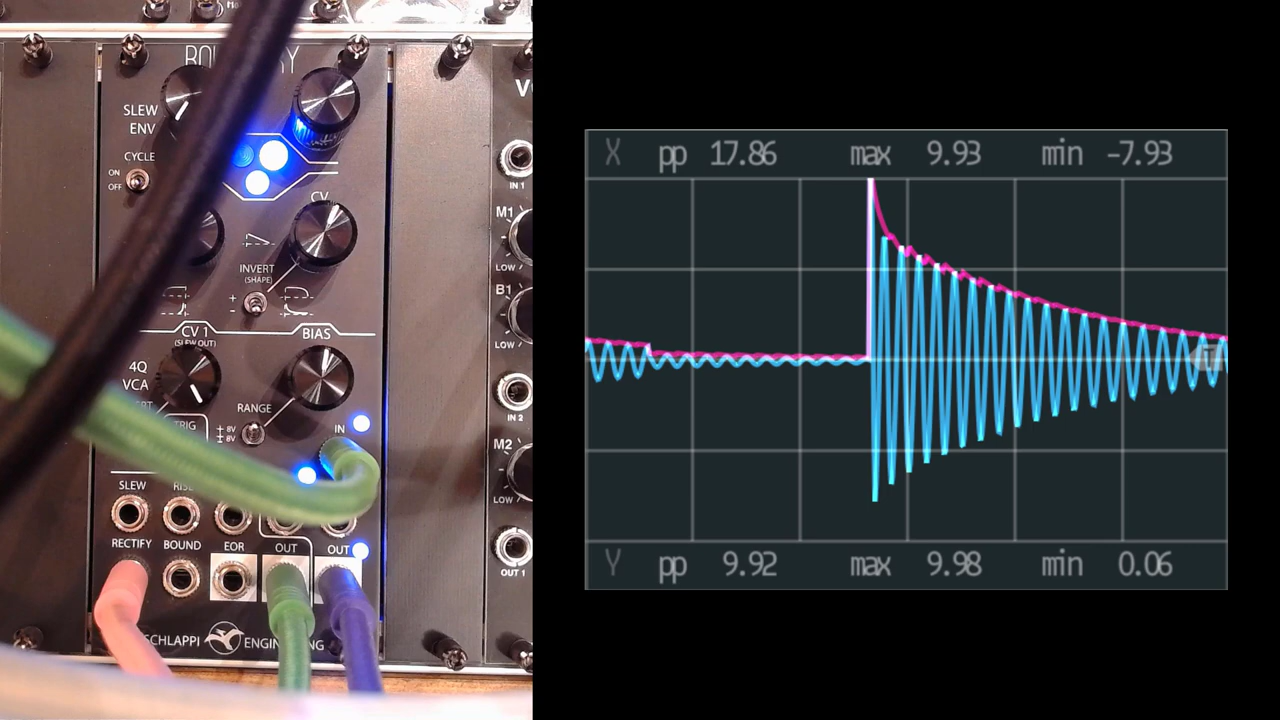 SLEW
ENV
CYCLE
ON
OFF
CV
INVERT
(SHAPE)
CV 1
(SLEW OUT)
BIAS
4Q
VCA
RANGE
± 8V
+ 8V
TRIG
IN
SLEW
RECTIFY
BOUND
EOR
OUT
OUT
SCHLAPPI
IN 1
M1
LOW
B1
LOW
IN 2
M2
LOW
OUT 1
X pp 17.86 max 9.93 min -7.93
Y pp 9.92 max 9.98 min 0.06